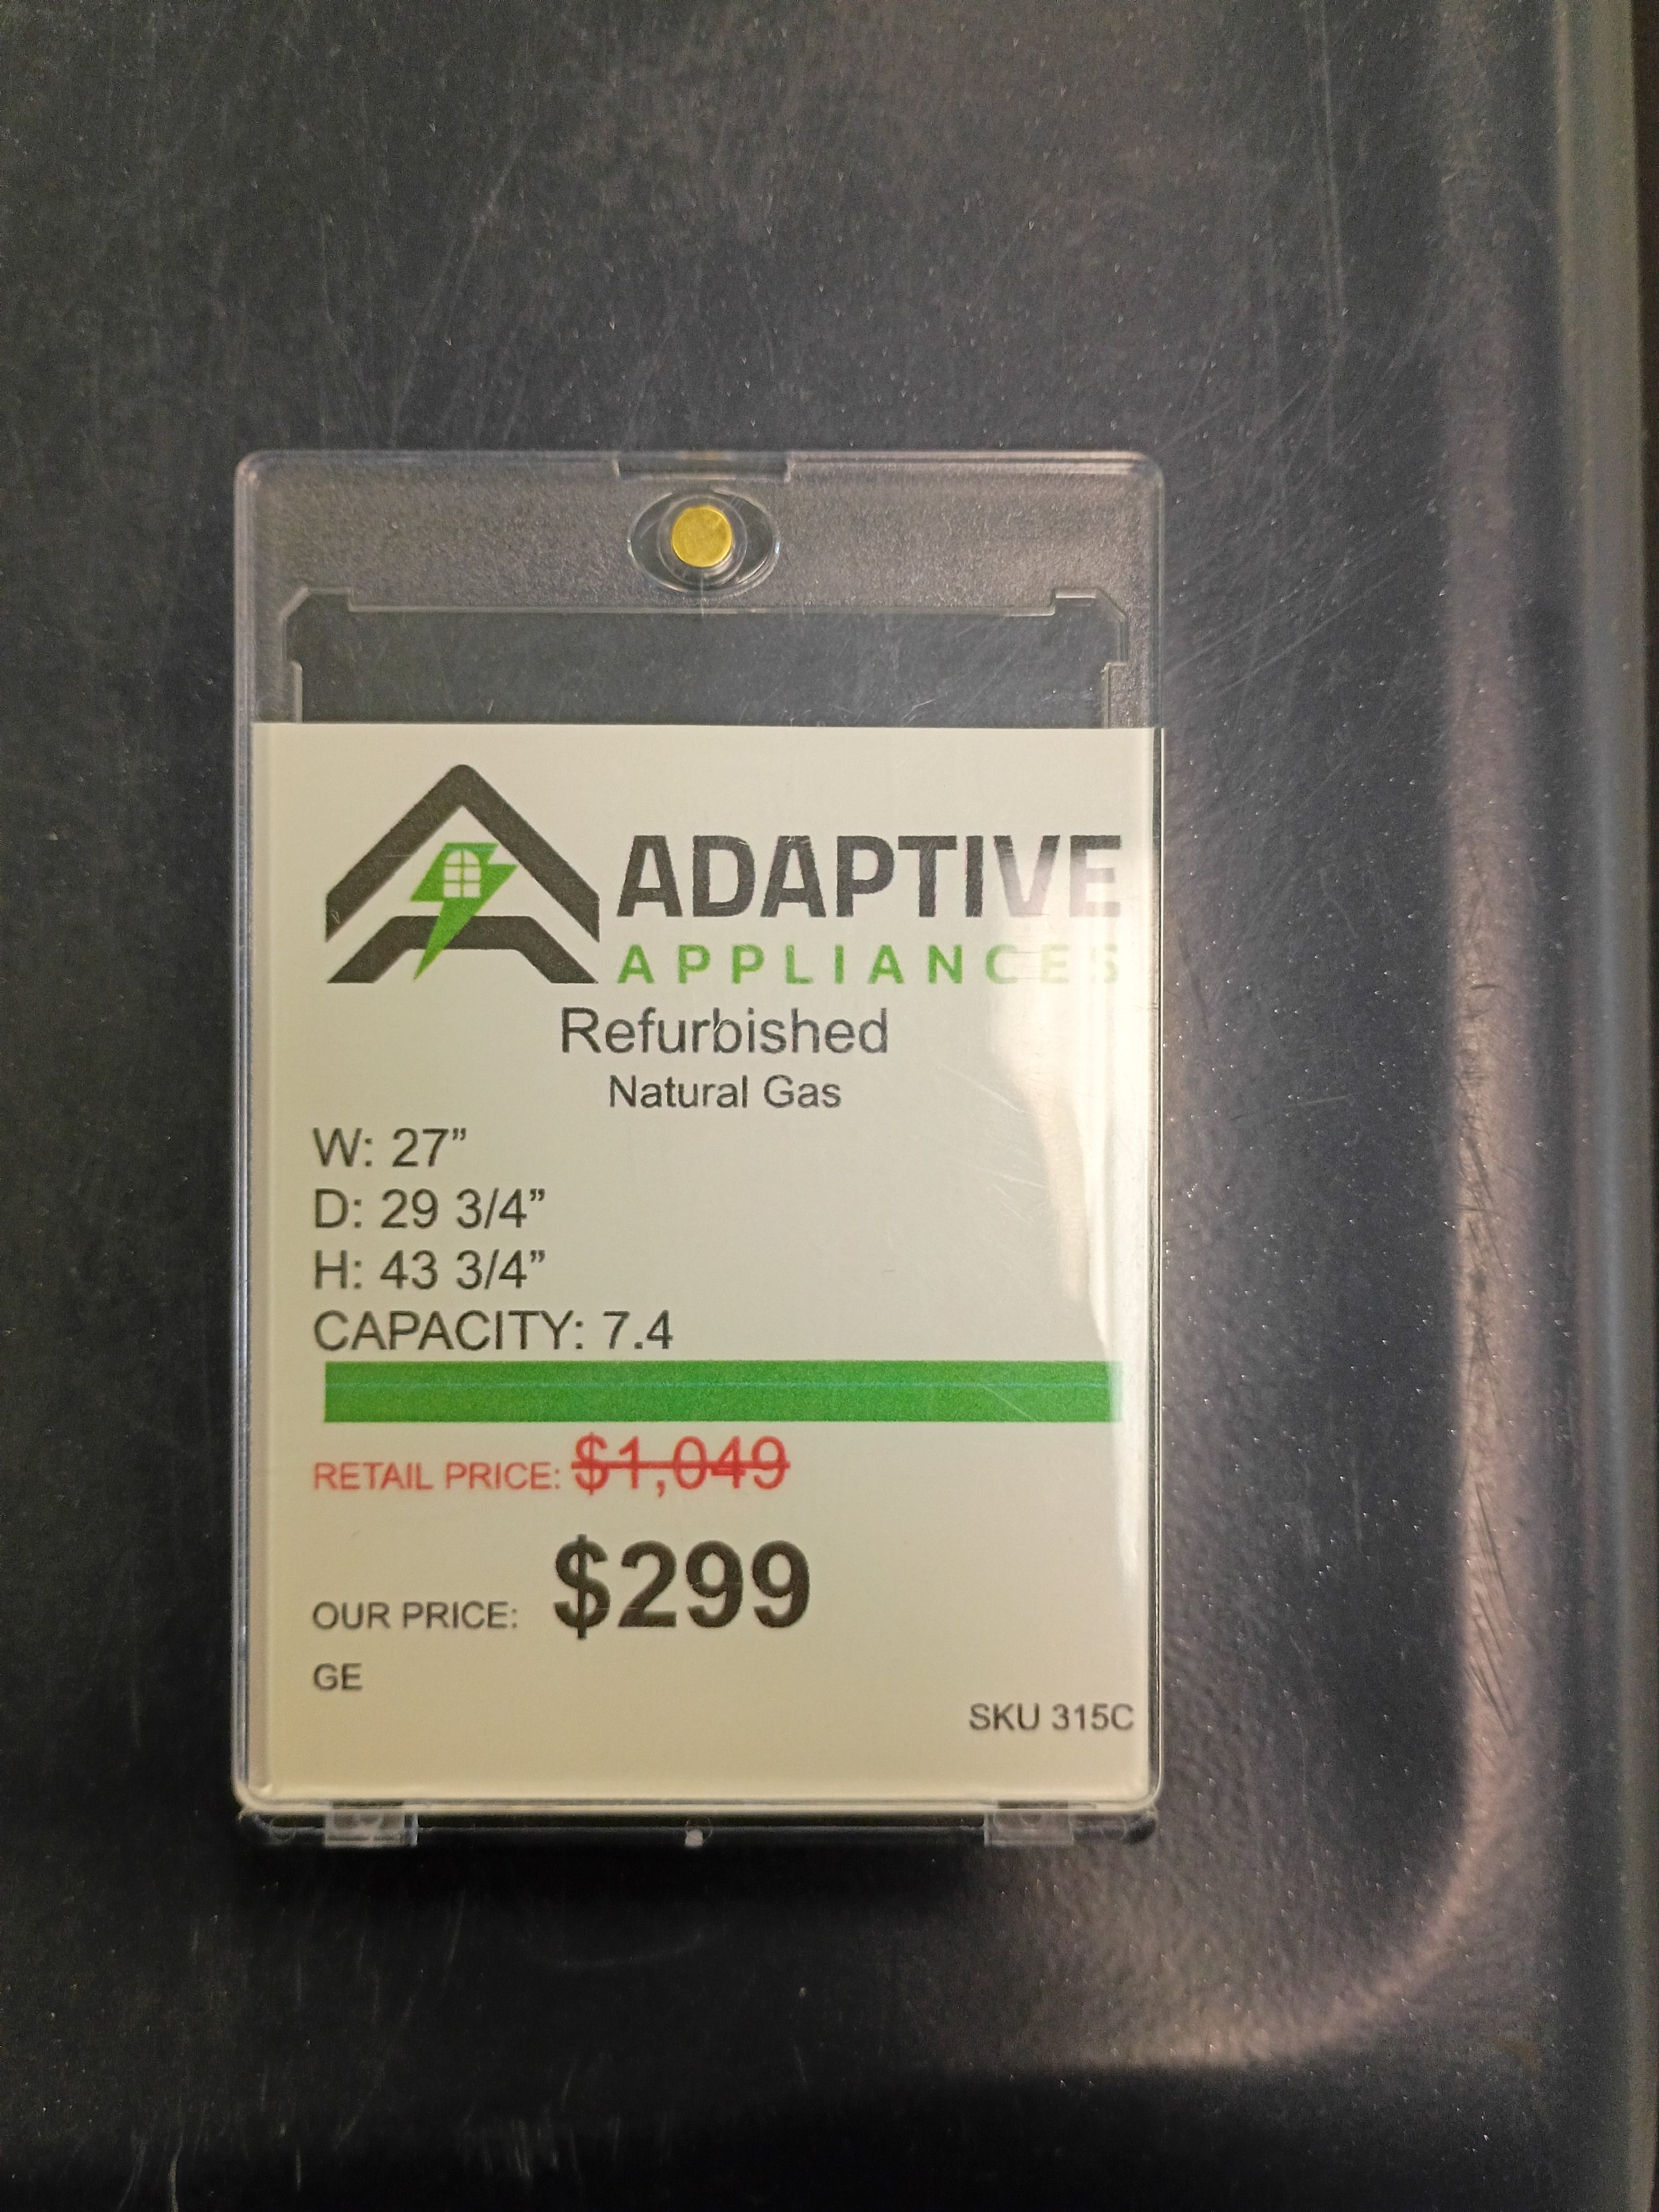 ADAPTIVE
APPLIANCES
Refurbished
Natural Gas
W: 27”
D: 29 3/4”
H: 43 3/4”
CAPACITY: 7.4
RETAIL PRICE: $1,049
OUR PRICE: $299
GE
SKU 315C